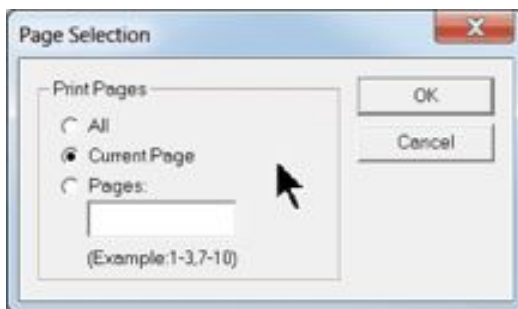 Page Selection
Print Pages
All
OK
Current Page
Cancel
Pages:
(Example:1-3,7-10)